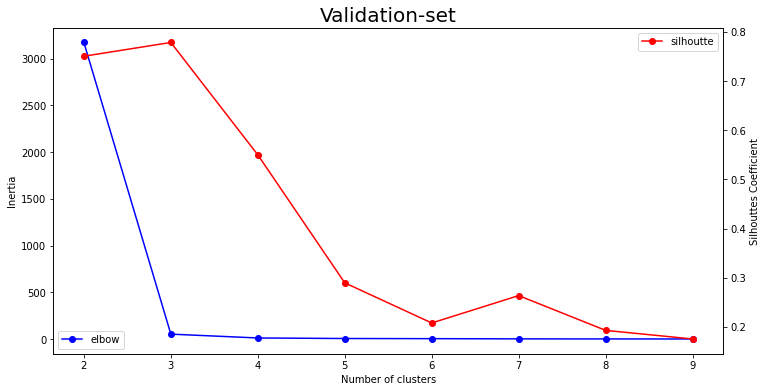 Validation-set
silhoutte
elbow
Inertia
3000
2500
2000
1500
1000
500
0
Silhouttes Coefficient
0.8
0.7
0.6
0.5
0.4
0.3
0.2
2 3 4 5 6 7 8 9
Number of clusters